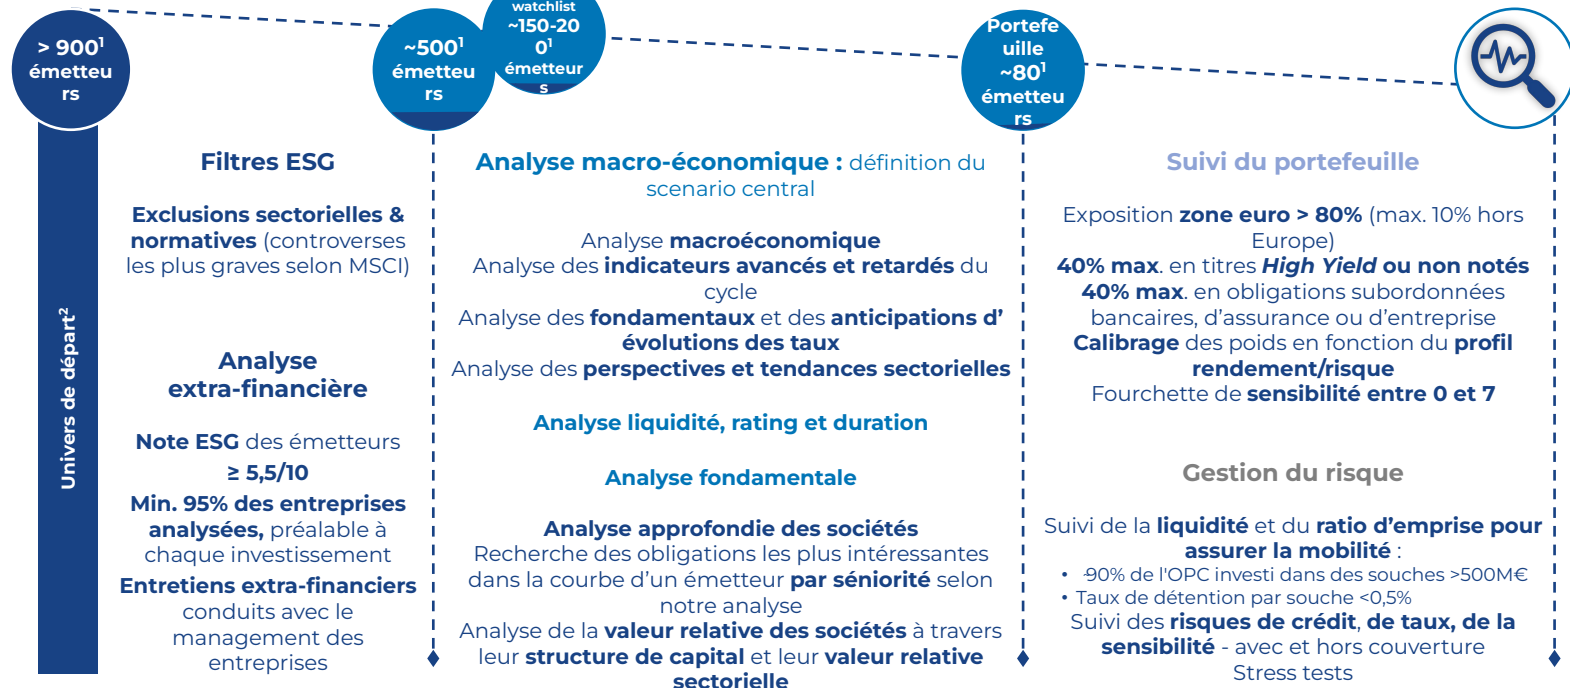 > 900¹
émetteu
rs
~500¹
émetteu
rs
watchlist
~150-20
0¹
émetteur
s
Portefe
uille
~80¹
émetteu
rs
Univers de départ²
Filtres ESG
Exclusions sectorielles &
normatives (controverses
les plus graves selon MSCI)
Analyse
extra-financière
Note ESG des émetteurs
≥ 5,5/10
Min. 95% des entreprises
analysées, préalable à
chaque investissement
Entretiens extra-financiers
conduits avec le
management des
entreprises
Analyse macro-économique : définition du
scenario central
Analyse macroéconomique
Analyse des indicateurs avancés et retardés du
cycle
Analyse des fondamentaux et des anticipations d’
évolutions des taux
Analyse des perspectives et tendances sectorielles
Analyse liquidité, rating et duration
Analyse fondamentale
Analyse approfondie des sociétés
Recherche des obligations les plus intéressantes
dans la courbe d’un émetteur par séniorité selon
notre analyse
Analyse de la valeur relative des sociétés à travers
leur structure de capital et leur valeur relative
sectorielle
Suivi du portefeuille
Exposition zone euro > 80% (max. 10% hors
Europe)
40% max. en titres High Yield ou non notés
40% max. en obligations subordonnées
bancaires, d’assurance ou d’entreprise
Calibrage des poids en fonction du profil
rendement/risque
Fourchette de sensibilité entre 0 et 7
Gestion du risque
Suivi de la liquidité et du ratio d’emprise pour
assurer la mobilité :
• -90% de l'OPC investi dans des souches >500M€
• Taux de détention par souche <0,5%
Suivi des risques de crédit, de taux, de la
sensibilité - avec et hors couverture
Stress tests